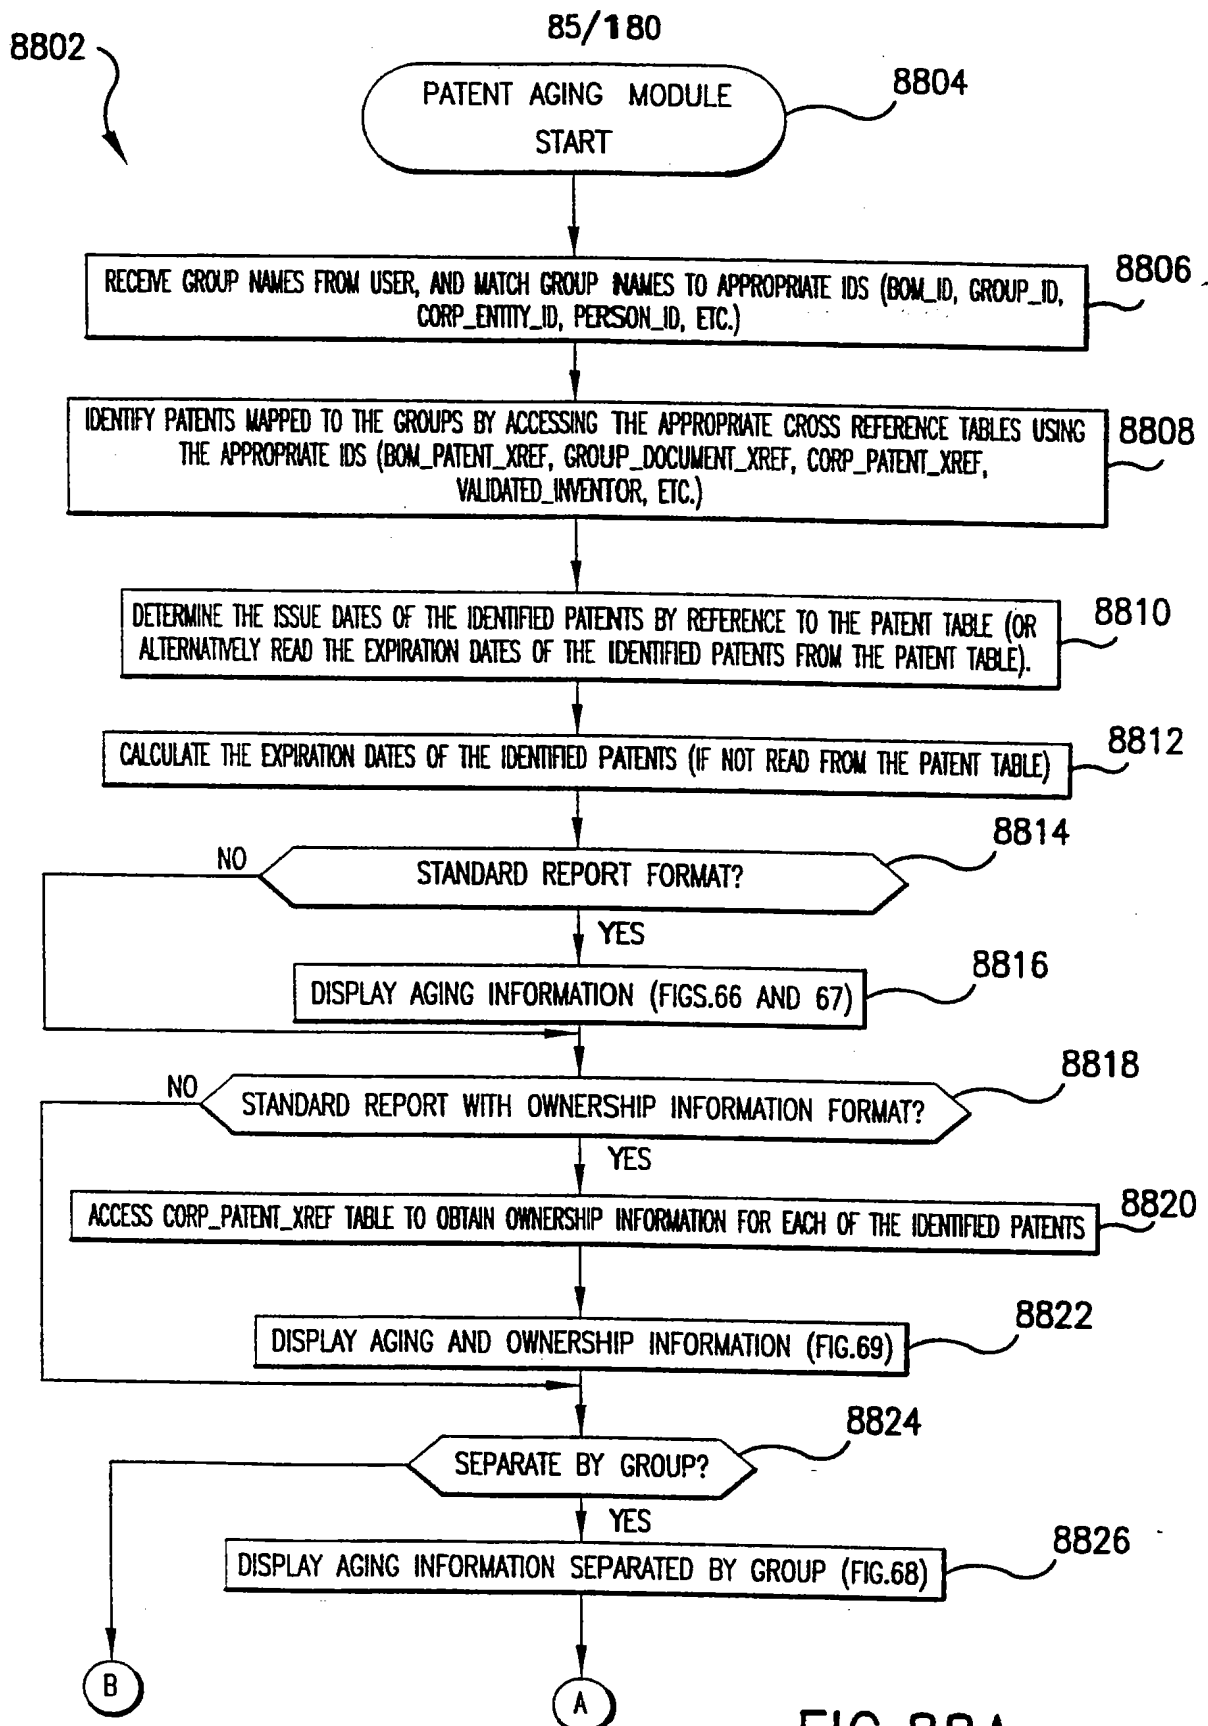 85/180
8802
PATENT AGING MODULE
START
8804
RECEIVE GROUP NAMES FROM USER, AND MATCH GROUP NAMES TO APPROPRIATE IDS (BOM_ID, GROUP_ID,
CORP_ENTITY_ID, PERSON_ID, ETC.)
8806
IDENTIFY PATENTS MAPPED TO THE GROUPS BY ACCESSING THE APPROPRIATE CROSS REFERENCE TABLES USING
THE APPROPRIATE IDS (BOM_PATENT_XREF, GROUP_DOCUMENT_XREF, CORP_PATENT_XREF,
VALIDATED_INVENTOR, ETC.)
8808
DETERMINE THE ISSUE DATES OF THE IDENTIFIED PATENTS BY REFERENCE TO THE PATENT TABLE (OR
ALTERNATIVELY READ THE EXPIRATION DATES OF THE IDENTIFIED PATENTS FROM THE PATENT TABLE).
8810
CALCULATE THE EXPIRATION DATES OF THE IDENTIFIED PATENTS (IF NOT READ FROM THE PATENT TABLE)
8812
NO
STANDARD REPORT FORMAT?
8814
YES
DISPLAY AGING INFORMATION (FIGS.66 AND 67)
8816
NO
STANDARD REPORT WITH OWNERSHIP INFORMATION FORMAT?
8818
YES
ACCESS CORP_PATENT_XREF TABLE TO OBTAIN OWNERSHIP INFORMATION FOR EACH OF THE IDENTIFIED PATENTS
8820
DISPLAY AGING AND OWNERSHIP INFORMATION (FIG.69)
8822
SEPARATE BY GROUP?
8824
YES
DISPLAY AGING INFORMATION SEPARATED BY GROUP (FIG.68)
8826
B
A
FIG.88A